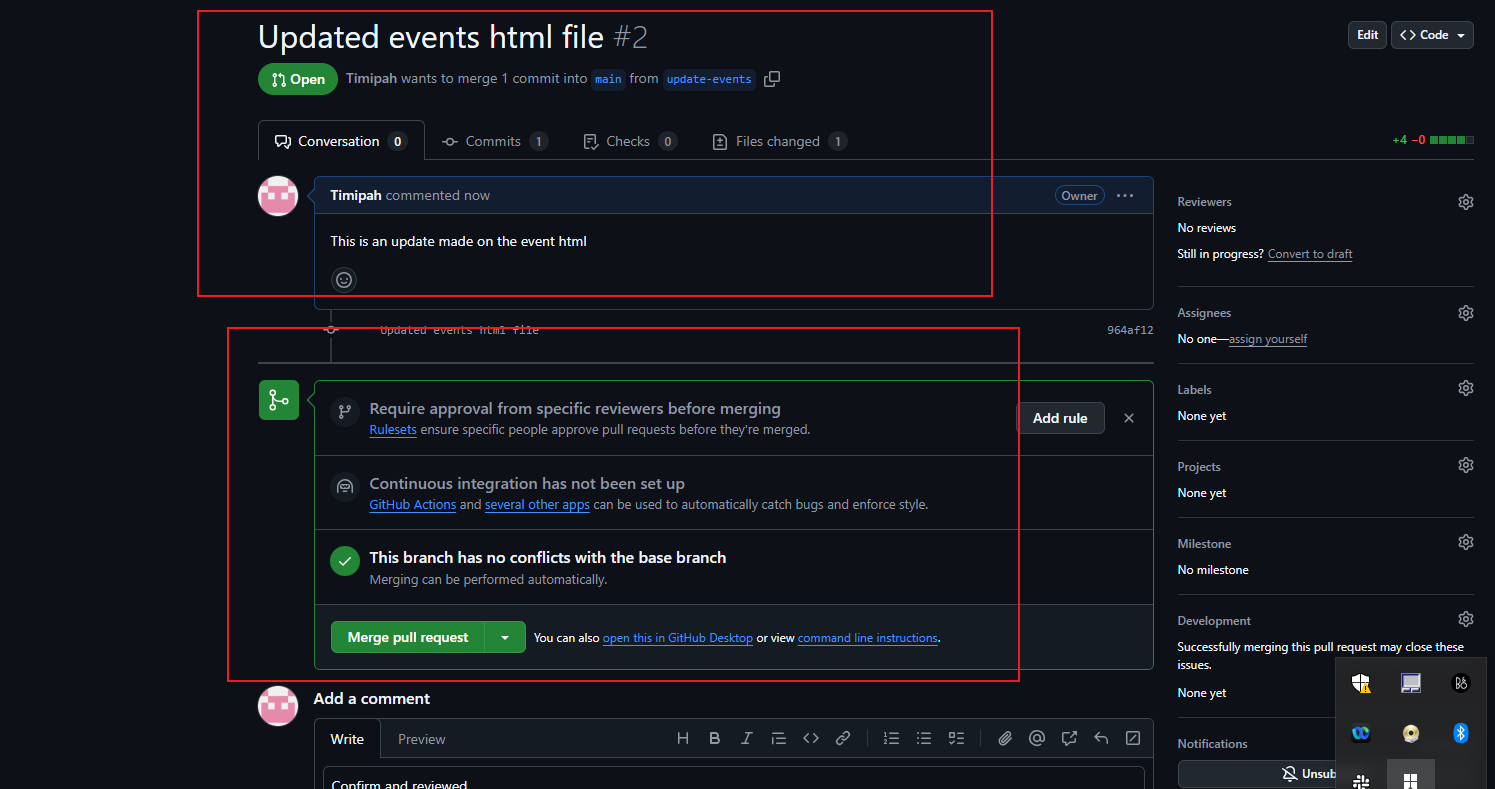 Updated events html file #2
Edit
Code
Open
Timipah wants to merge 1 commit into main from update-events
Conversation 0
Commits 1
Checks 0
Files changed 1
+4 −0
Timipah commented now
Owner
This is an update made on the event html
Updated events html file
964af12
Require approval from specific reviewers before merging
Rulesets ensure specific people approve pull requests before they're merged.
Add rule
Continuous integration has not been set up
GitHub Actions and several other apps can be used to automatically catch bugs and enforce style.
This branch has no conflicts with the base branch
Merging can be performed automatically.
Merge pull request
You can also open this in GitHub Desktop or view command line instructions.
Add a comment
Write
Preview
Confirm and reviewed
Reviewers
No reviews
Still in progress? Convert to draft
Assignees
No one—assign yourself
Labels
None yet
Projects
None yet
Milestone
No milestone
Development
Successfully merging this pull request may close these
issues.
None yet
Notifications
Unsub